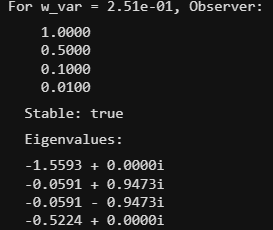 For w_var = 2.51e-01, Observer:
1.0000
0.5000
0.1000
0.0100
Stable: true
Eigenvalues:
-1.5593 + 0.0000i
-0.0591 + 0.9473i
-0.0591 - 0.9473i
-0.5224 + 0.0000i